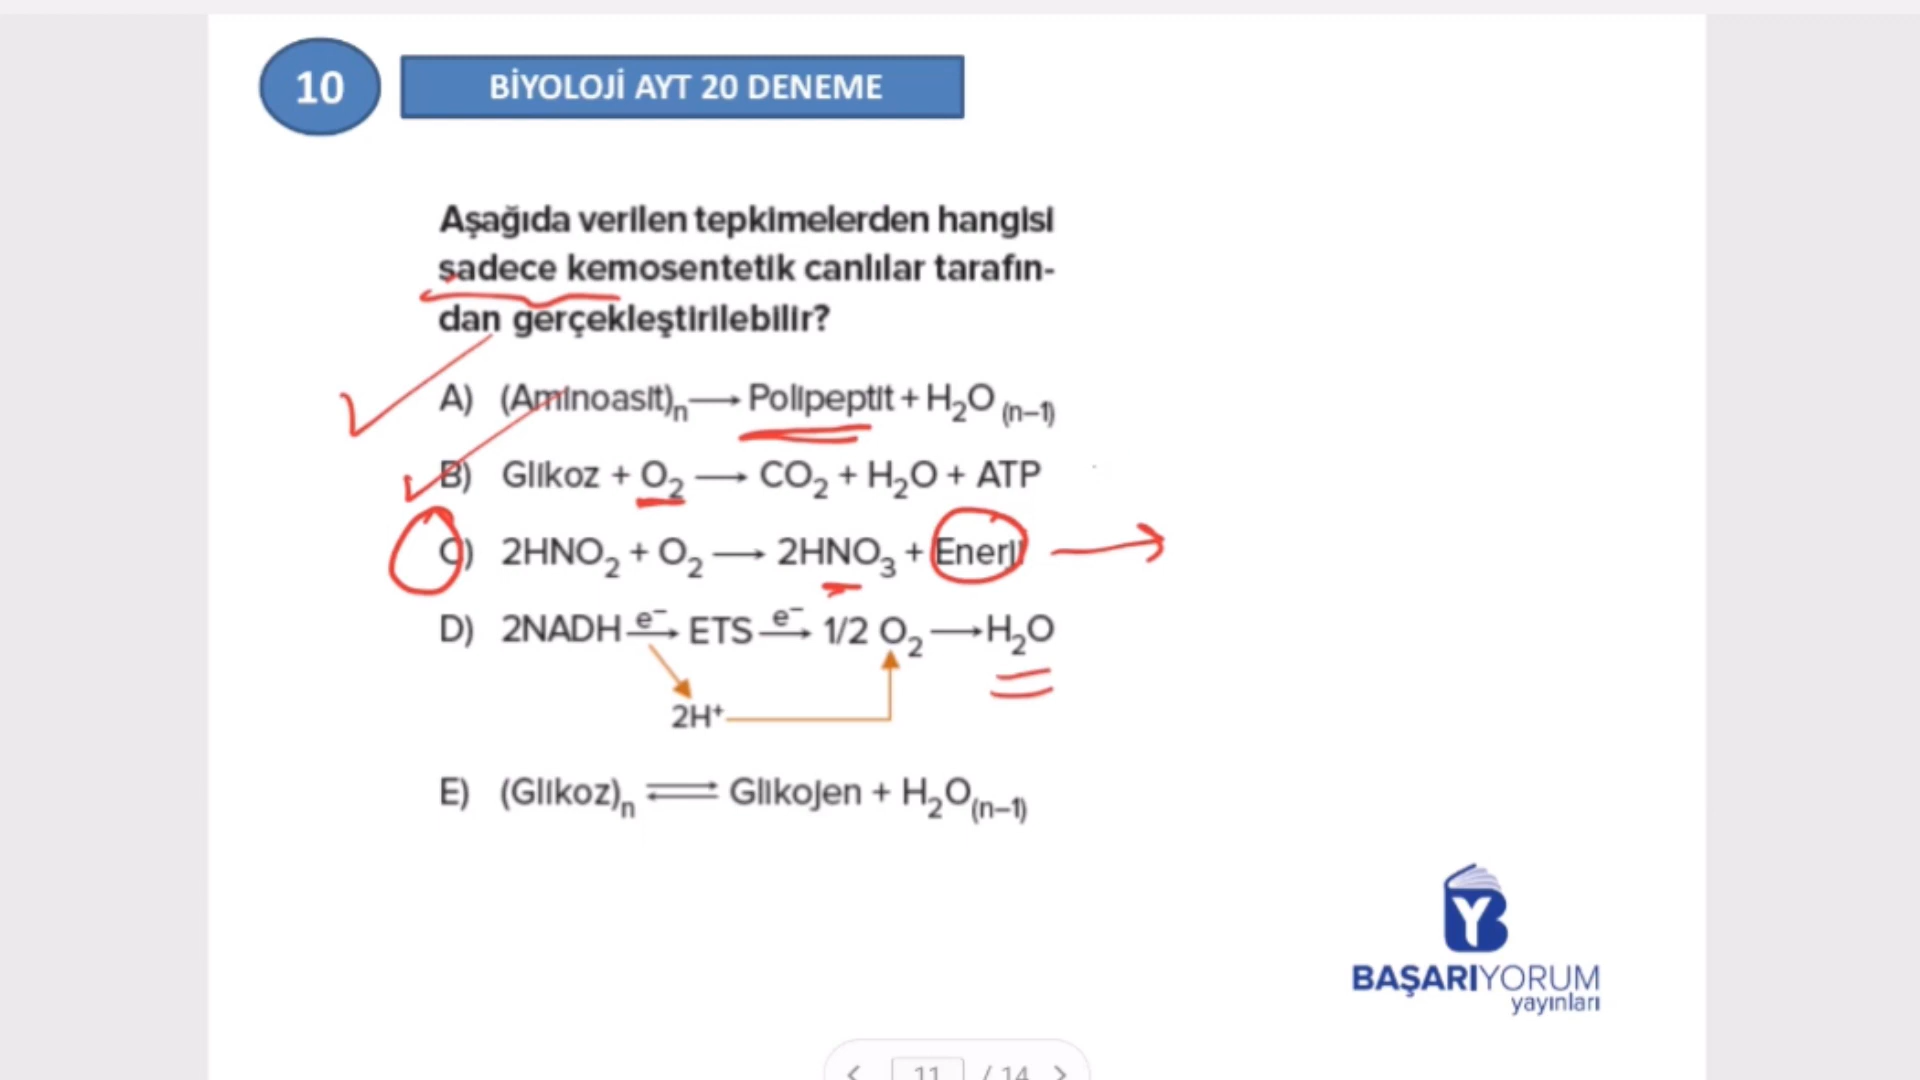 10
BİYOLOJİ AYT 20 DENEME
Aşağıda verilen tepkimelerden hangisi
sadece kemosentetik canlılar tarafın-
dan gerçekleştirilebilir?
A) (Aminoasit)n → Polipeptit + H₂O (n–1)
B) Glikoz + O₂ → CO₂ + H₂O + ATP
C) 2HNO₂ + O₂ → 2HNO₃ + Enerji
D) 2NADH e⁻→ ETS e⁻→ 1/2 O₂ → H₂O
2H⁺
E) (Glikoz)n ⇌ Glikojen + H₂O(n–1)
BAŞARIYORUM
yayınları
11 / 14